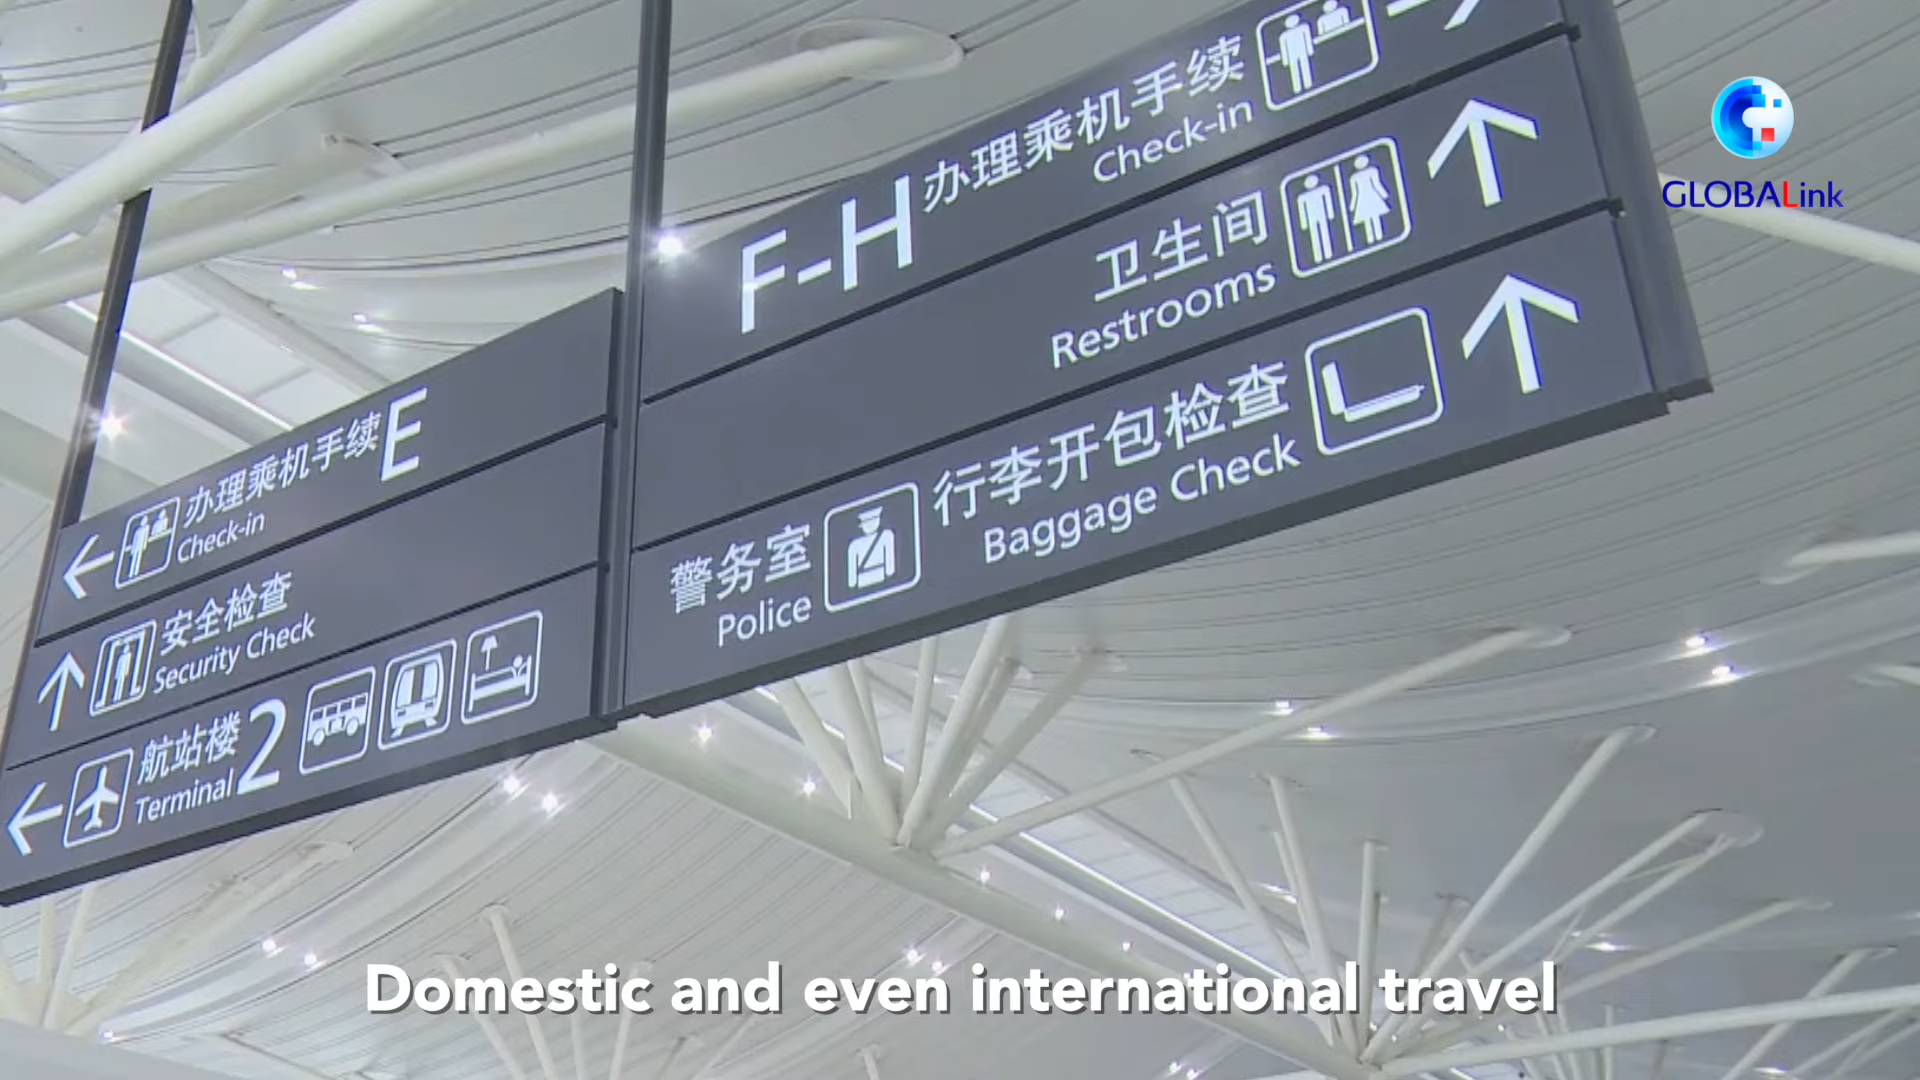 办理乘机手续 E
Check-in
安全检查
Security Check
航站楼 2
Terminal
F-H 办理乘机手续
Check-in
卫生间
Restrooms
警务室
Police
行李开包检查
Baggage Check
GLOBALink
Domestic and even international travel